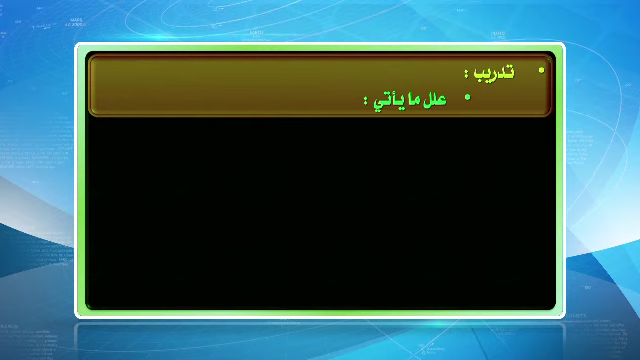 • تدريب :
• علل ما يأتي :